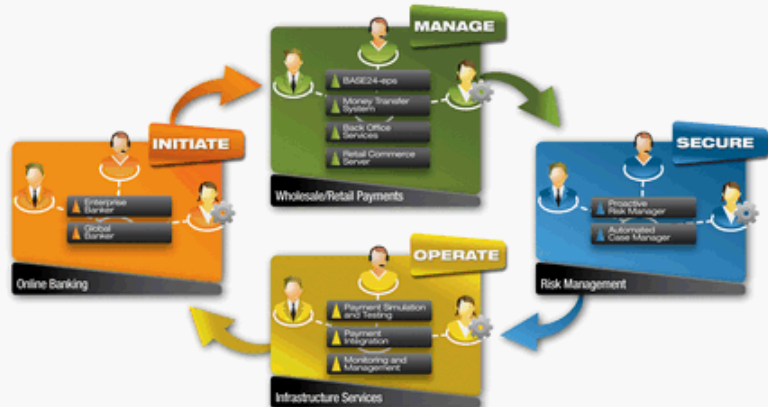 MANAGE
BASE24-eps
Money Transfer
System
Back Office
Services
Retail Commerce
Server
Wholesale/Retail Payments
INITIATE
Enterprise
Banker
Global
Banker
Online Banking
SECURE
Proactive
Risk Manager
Automated
Case Manager
Risk Management
OPERATE
Payment Simulation
and Testing
Payment
Integration
Monitoring and
Management
Infrastructure Services